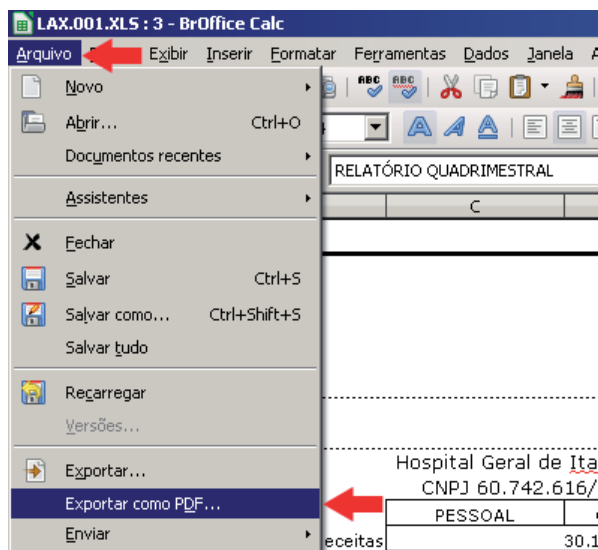 LAX.001.XLS : 3 - BrOffice Calc
Arquivo Exibir Inserir Formatar Ferramentas Dados Janela
Novo
Abrir... Ctrl+O
Documentos recentes
Assistentes
Fechar
Salvar Ctrl+S
Salvar como... Ctrl+Shift+S
Salvar tudo
Recarregar
Versões...
Exportar...
Exportar como PDF...
Enviar
ABC ABC
RELATÓRIO QUADRIMESTRAL
C
Hospital Geral de Ita
CNPJ 60.742.616/
PESSOAL
eceitas 30.1